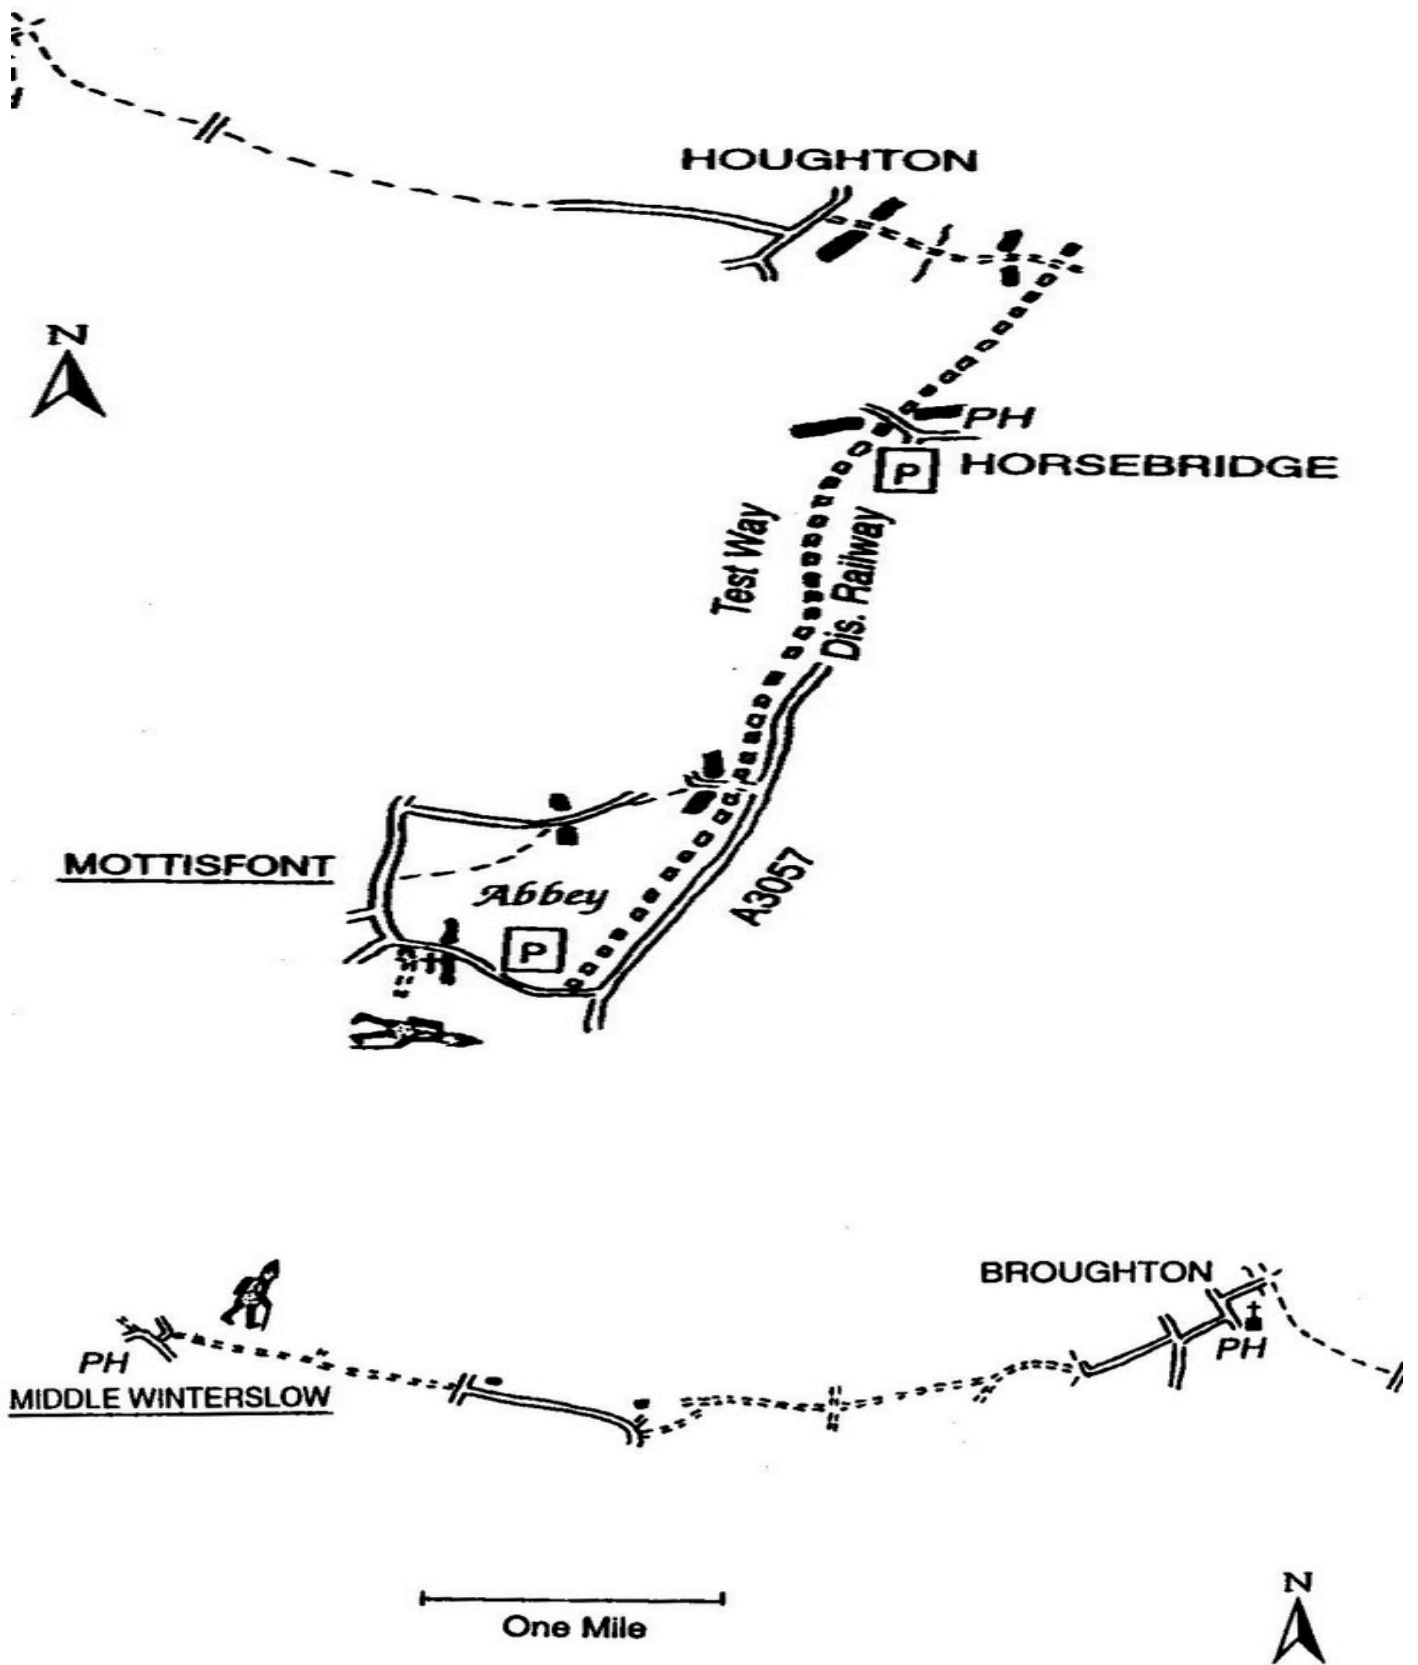 HOUGHTON
N
PH
P
HORSEBRIDGE
Test Way
Dis. Railway
MOTTISFONT
Abbey
A3057
P
BROUGHTON
PH
PH
MIDDLE WINTERSLOW
One Mile
N